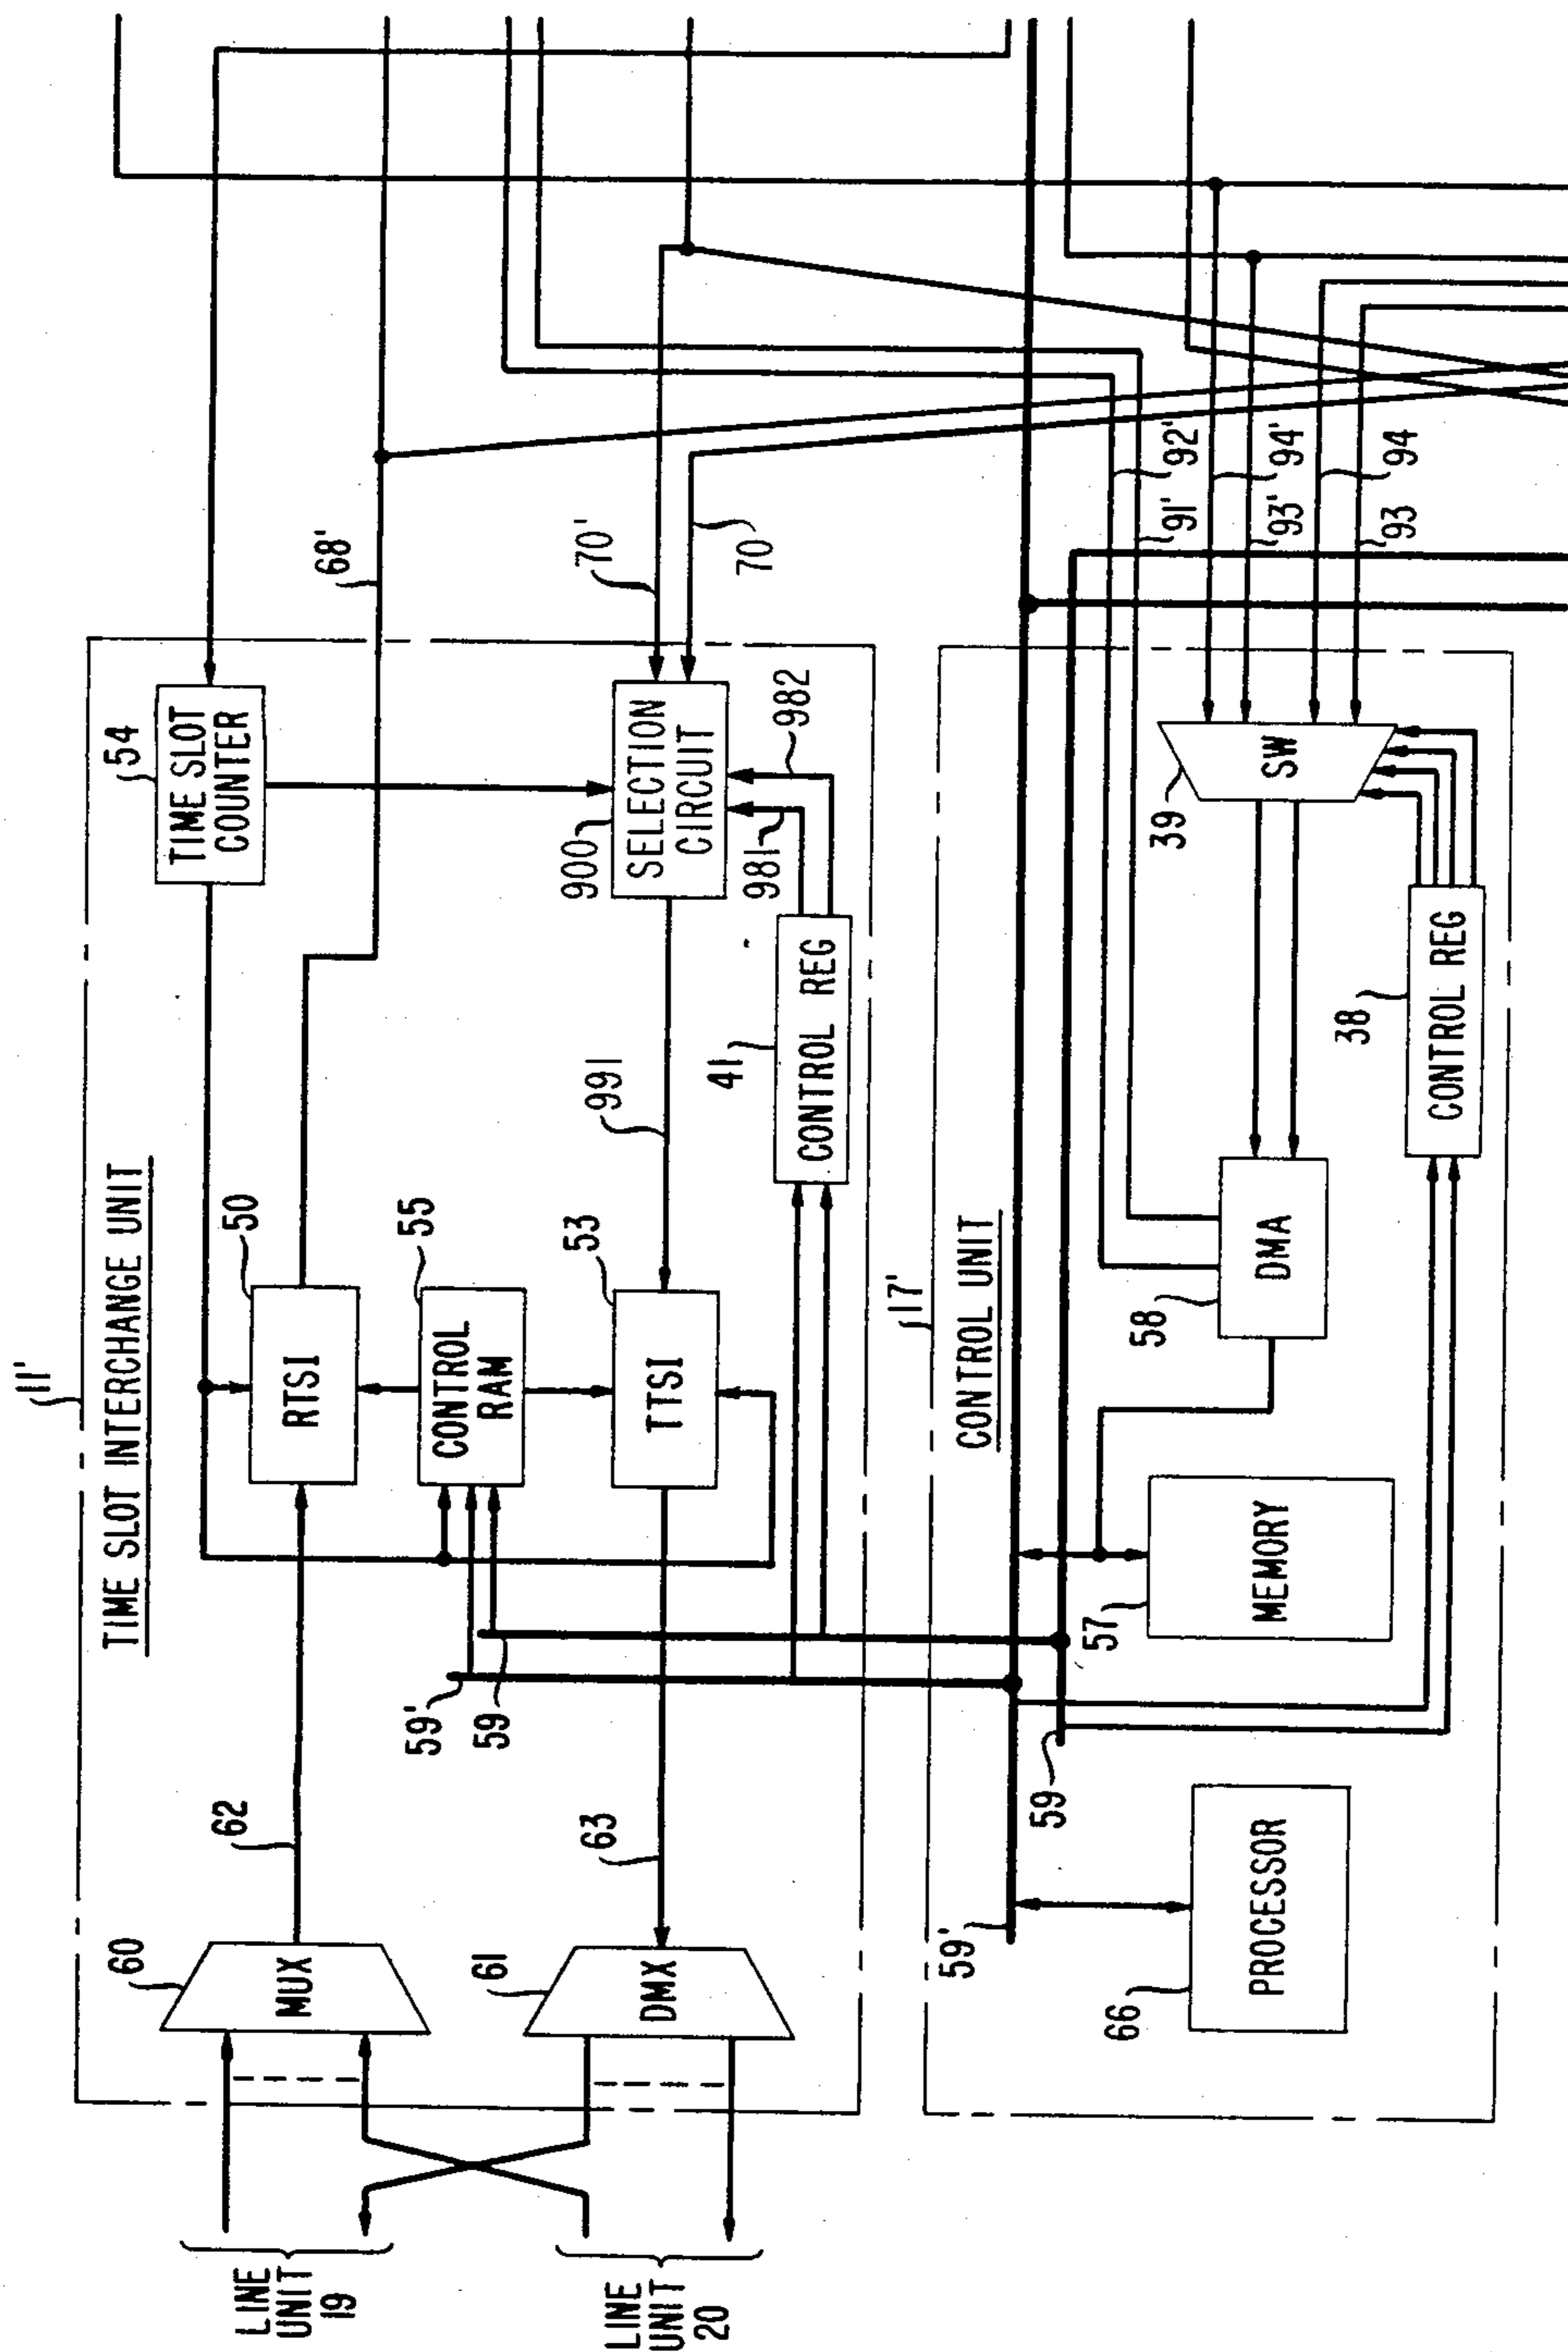 11'
TIME SLOT INTERCHANGE UNIT
LINE
UNIT
19
LINE
UNIT
20
60
MUX
62
61
DMX
63
50
RTSI
55
CONTROL
RAM
53
TTSI
59'
59
54
TIME SLOT
COUNTER
68'
991
900
SELECTION
CIRCUIT
981
982
41
CONTROL REG
70'
70
17'
CONTROL UNIT
59'
59
66
PROCESSOR
57
MEMORY
58
DMA
39
SW
38
CONTROL REG
91'
92'
93'
94'
93
94